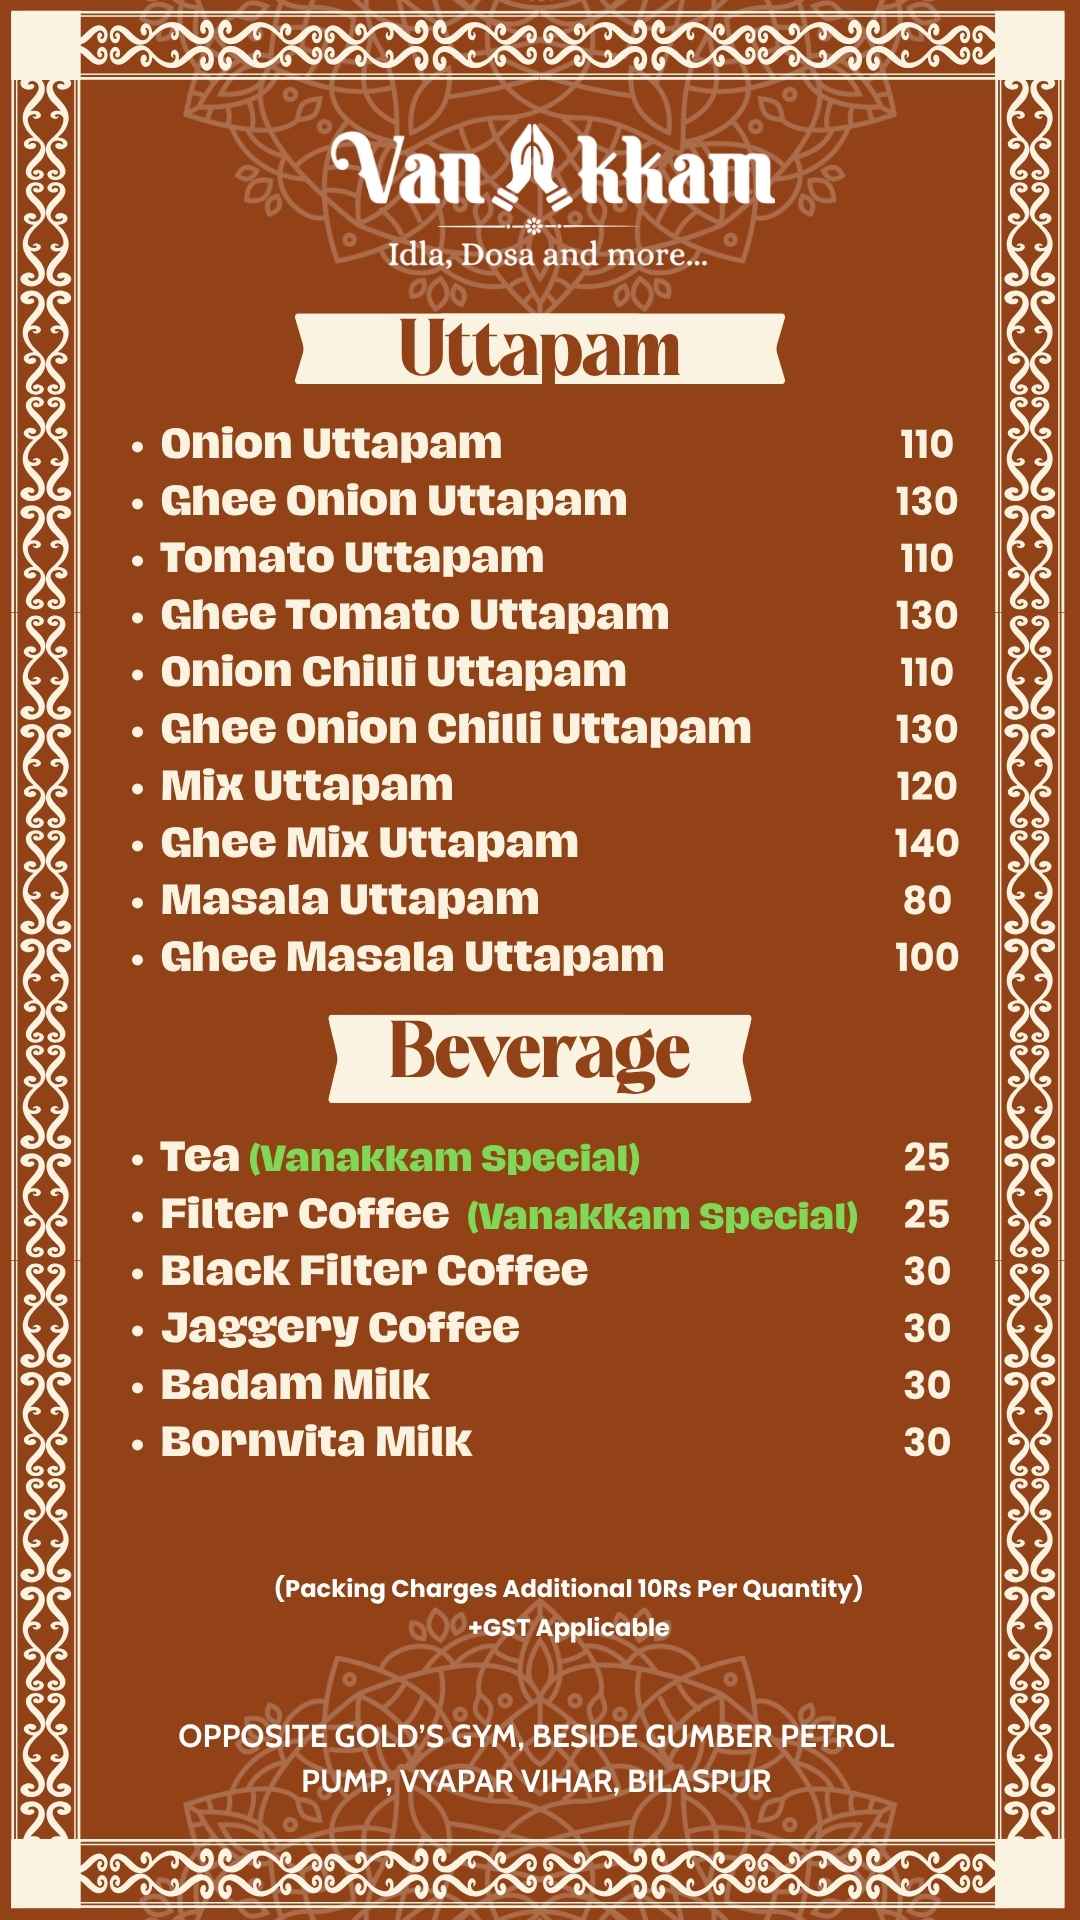 Vanakkam
Idla, Dosa and more...
Uttapam
• Onion Uttapam 110
• Ghee Onion Uttapam 130
• Tomato Uttapam 110
• Ghee Tomato Uttapam 130
• Onion Chilli Uttapam 110
• Ghee Onion Chilli Uttapam 130
• Mix Uttapam 120
• Ghee Mix Uttapam 140
• Masala Uttapam 80
• Ghee Masala Uttapam 100
Beverage
• Tea (Vanakkam Special) 25
• Filter Coffee (Vanakkam Special) 25
• Black Filter Coffee 30
• Jaggery Coffee 30
• Badam Milk 30
• Bornvita Milk 30
(Packing Charges Additional 10Rs Per Quantity)
+GST Applicable
OPPOSITE GOLD'S GYM, BESIDE GUMBER PETROL
PUMP, VYAPAR VIHAR, BILASPUR